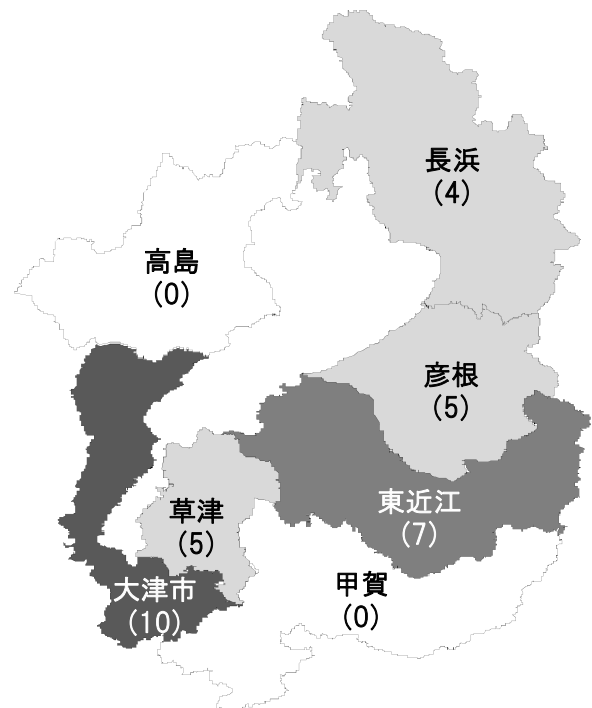 長浜
(4)
高島
(0)
彦根
(5)
東近江
(7)
草津
(5)
甲賀
(0)
大津市
(10)